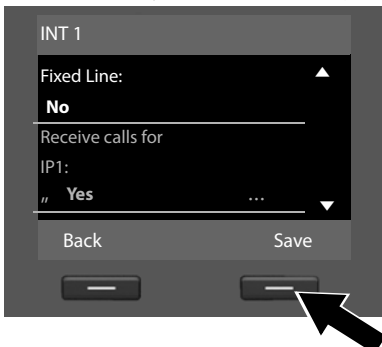 INT 1
Fixed Line:
No
Receive calls for
IP1:
„ Yes ...
Back Save